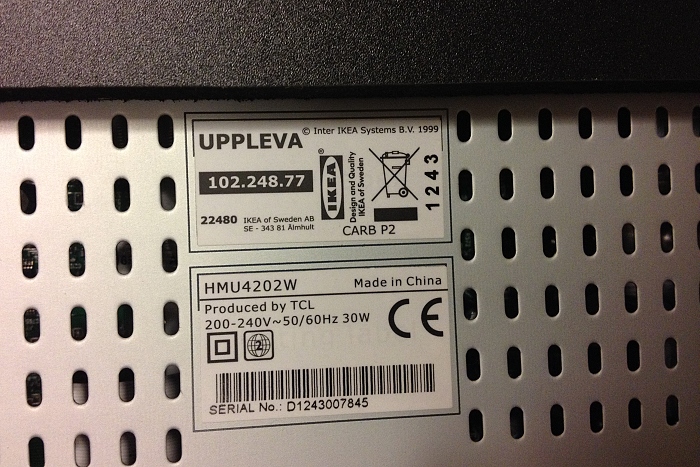 UPPLEVA
© Inter IKEA Systems B.V. 1999
102.248.77
IKEA
®
Design and Quality
IKEA of Sweden
1243
22480
IKEA of Sweden AB
SE - 343 81 Älmhult
CARB P2
HMU4202W
Made in China
Produced by TCL
200-240V~50/60Hz 30W
CE
2
SERIAL No.: D1243007845